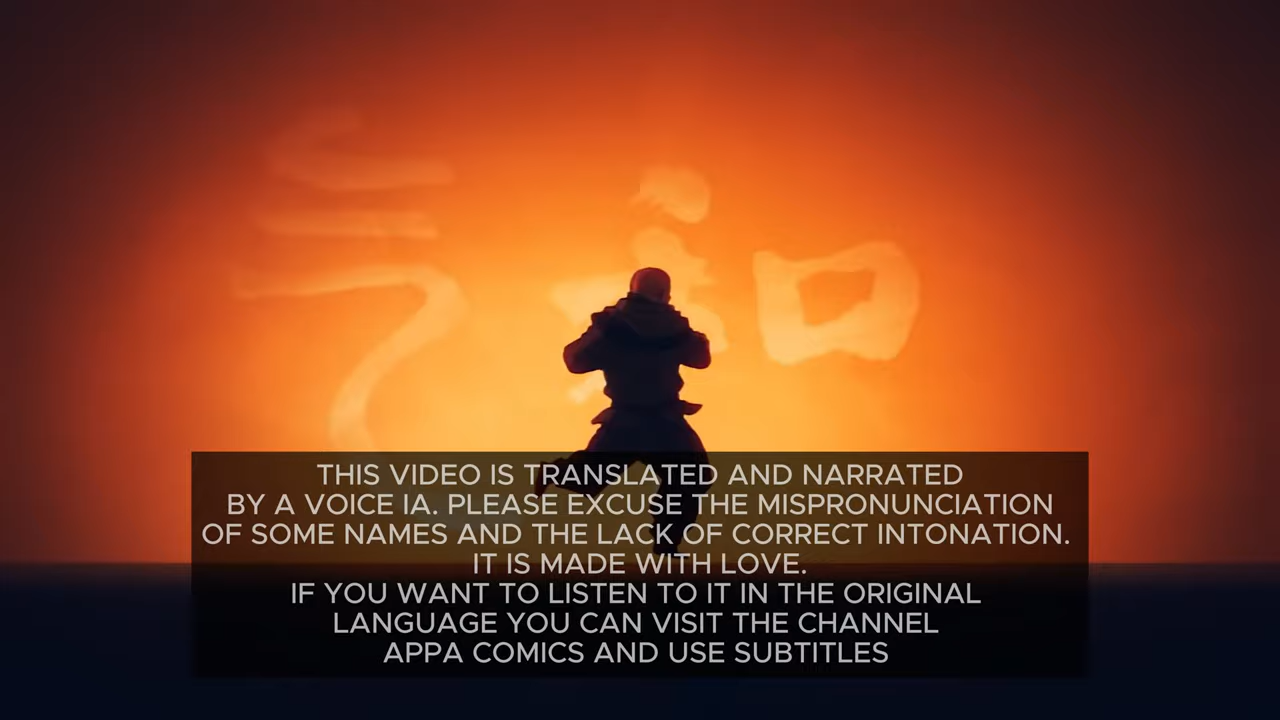 气和
THIS VIDEO IS TRANSLATED AND NARRATED
BY A VOICE IA. PLEASE EXCUSE THE MISPRONUNCIATION
OF SOME NAMES AND THE LACK OF CORRECT INTONATION.
IT IS MADE WITH LOVE.
IF YOU WANT TO LISTEN TO IT IN THE ORIGINAL
LANGUAGE YOU CAN VISIT THE CHANNEL
APPA COMICS AND USE SUBTITLES